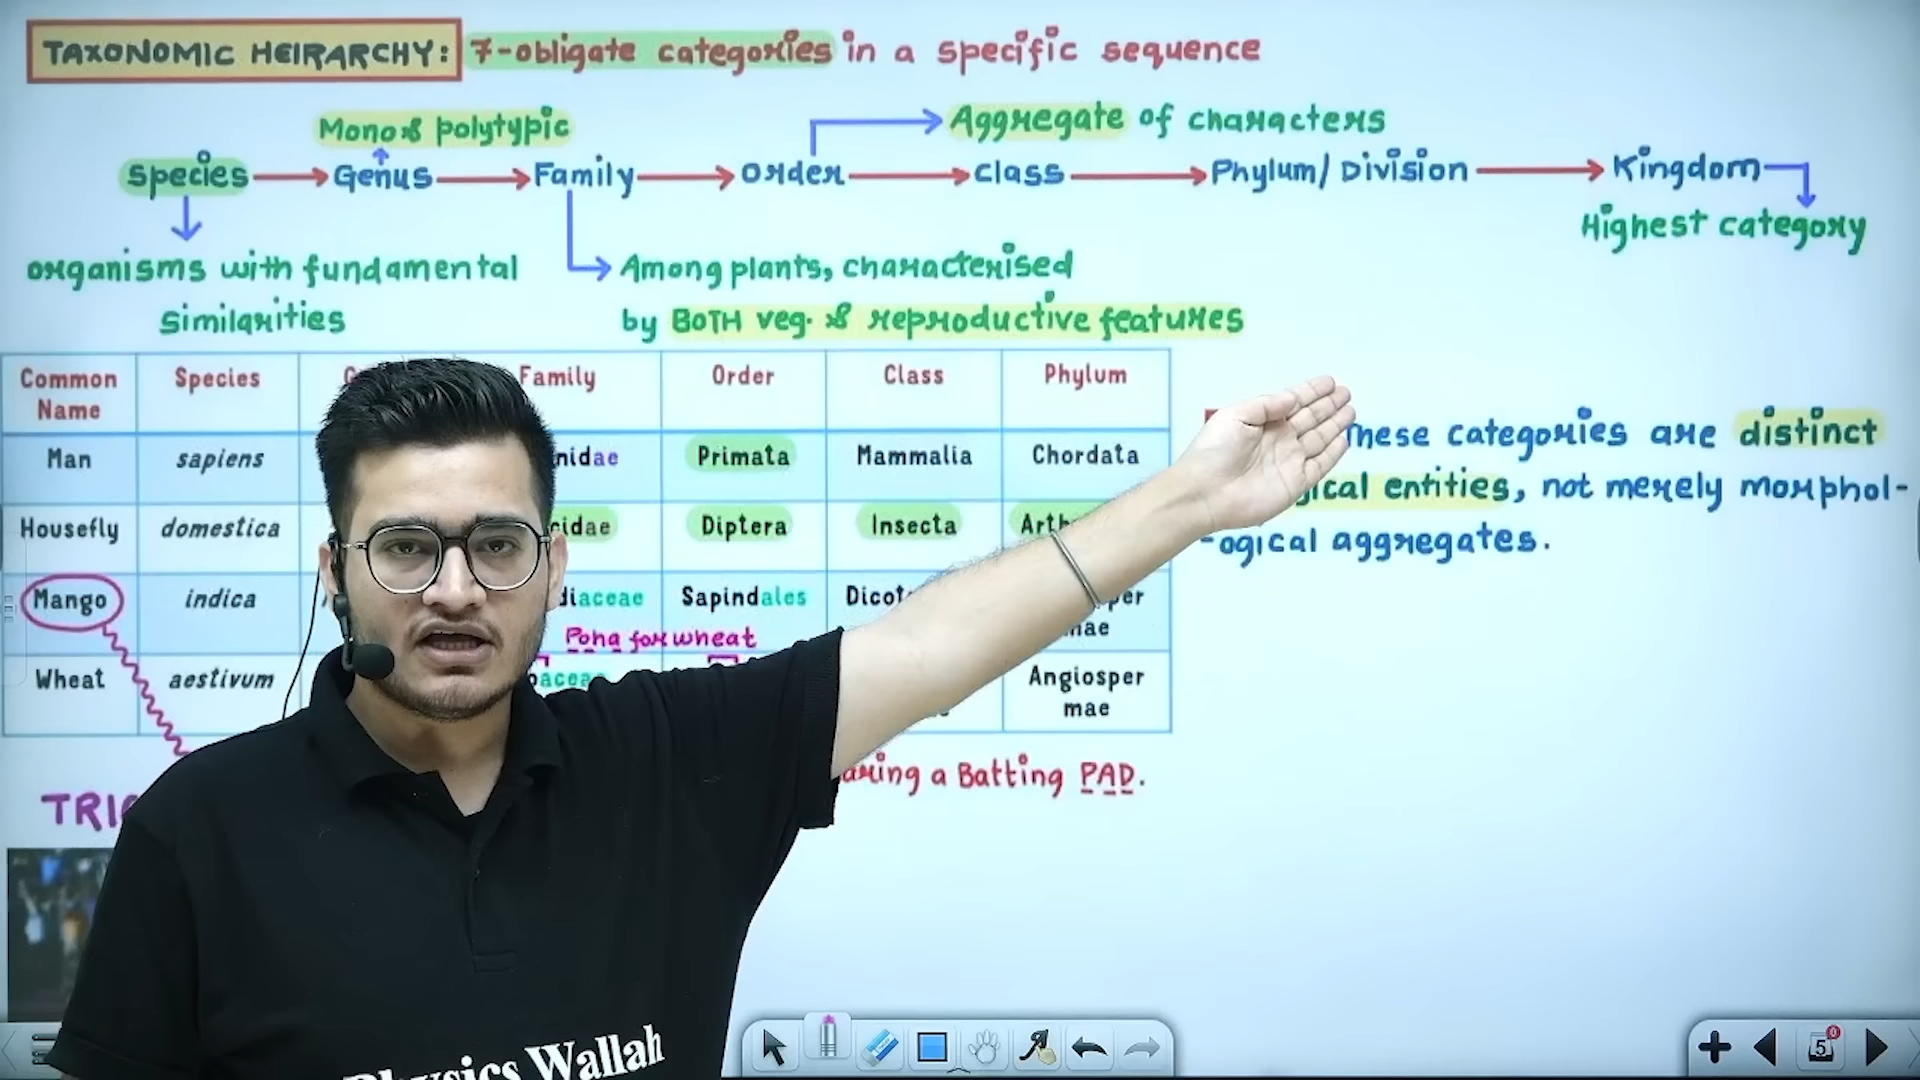 TAXONOMIC HEIRARCHY: 7-obligate categories in a specific sequence
Mono & polytypic
Aggregate of characters
Species Genus Family Order Class Phylum/Division Kingdom
Highest category
organisms with fundamental
Similarities
Among plants, characterised
by BOTH veg. & reproductive features
Common Name Species Family Order Class Phylum
Man sapiens Primata Mammalia Chordata
Housefly domestica Diptera Insecta
Mango indica Sapindales
Poha for wheat
Wheat aestivum Angiosper
mae
These categories are distinct
entities, not merely morphol-
-ogical aggregates.
a Batting PAD.
Physics Wallah
5